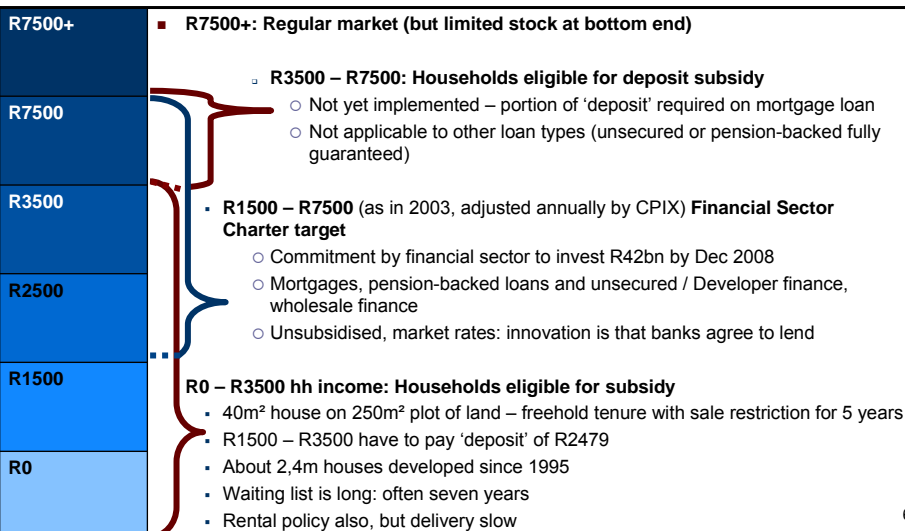 R7500+
▪ R7500+: Regular market (but limited stock at bottom end)
R7500
▫ R3500 – R7500: Households eligible for deposit subsidy
○ Not yet implemented – portion of ‘deposit’ required on mortgage loan
○ Not applicable to other loan types (unsecured or pension-backed fully
guaranteed)
R3500
▪ R1500 – R7500 (as in 2003, adjusted annually by CPIX) Financial Sector
Charter target
○ Commitment by financial sector to invest R42bn by Dec 2008
R2500
○ Mortgages, pension-backed loans and unsecured / Developer finance,
wholesale finance
○ Unsubsidised, market rates: innovation is that banks agree to lend
R1500
R0 – R3500 hh income: Households eligible for subsidy
▪ 40m² house on 250m² plot of land – freehold tenure with sale restriction for 5 years
▪ R1500 – R3500 have to pay ‘deposit’ of R2479
R0
▪ About 2,4m houses developed since 1995
▪ Waiting list is long: often seven years
▪ Rental policy also, but delivery slow